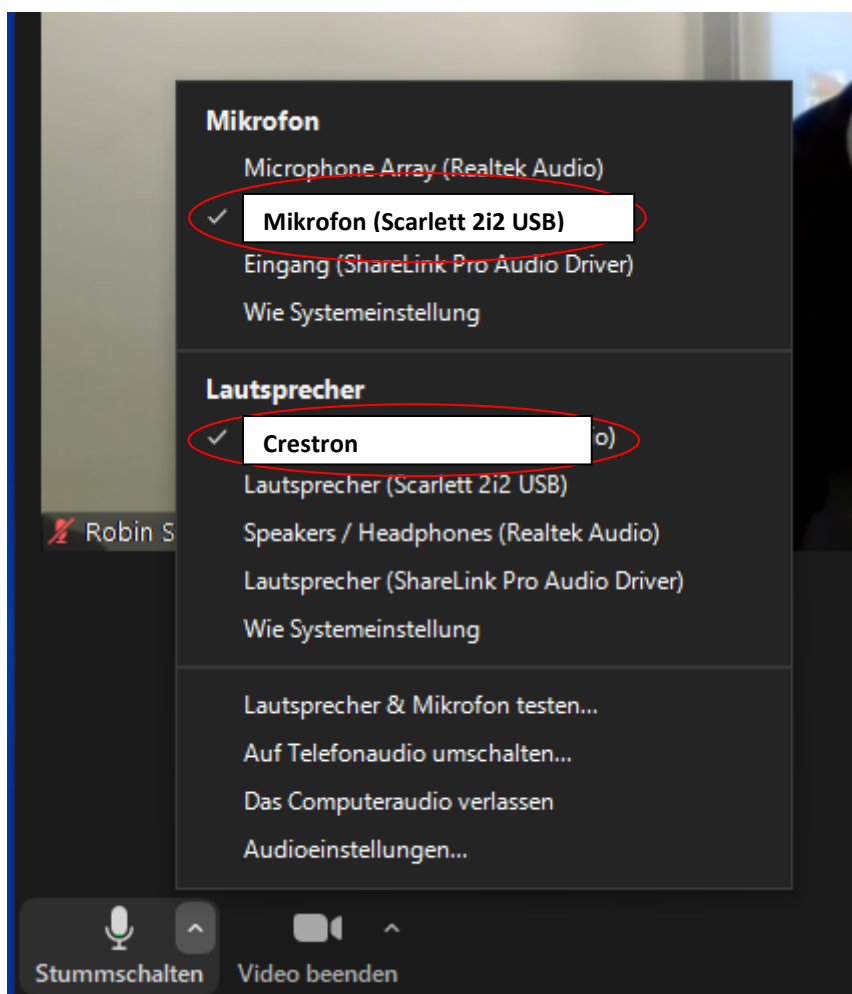 Mikrofon
Microphone Array (Realtek Audio)
Mikrofon (Scarlett 2i2 USB)
Eingang (ShareLink Pro Audio Driver)
Wie Systemeinstellung
Lautsprecher
Crestron io)
Lautsprecher (Scarlett 2i2 USB)
Robin S
Speakers / Headphones (Realtek Audio)
Lautsprecher (ShareLink Pro Audio Driver)
Wie Systemeinstellung
Lautsprecher & Mikrofon testen...
Auf Telefonaudio umschalten...
Das Computeraudio verlassen
Audioeinstellungen...
Stummschalten
Video beenden